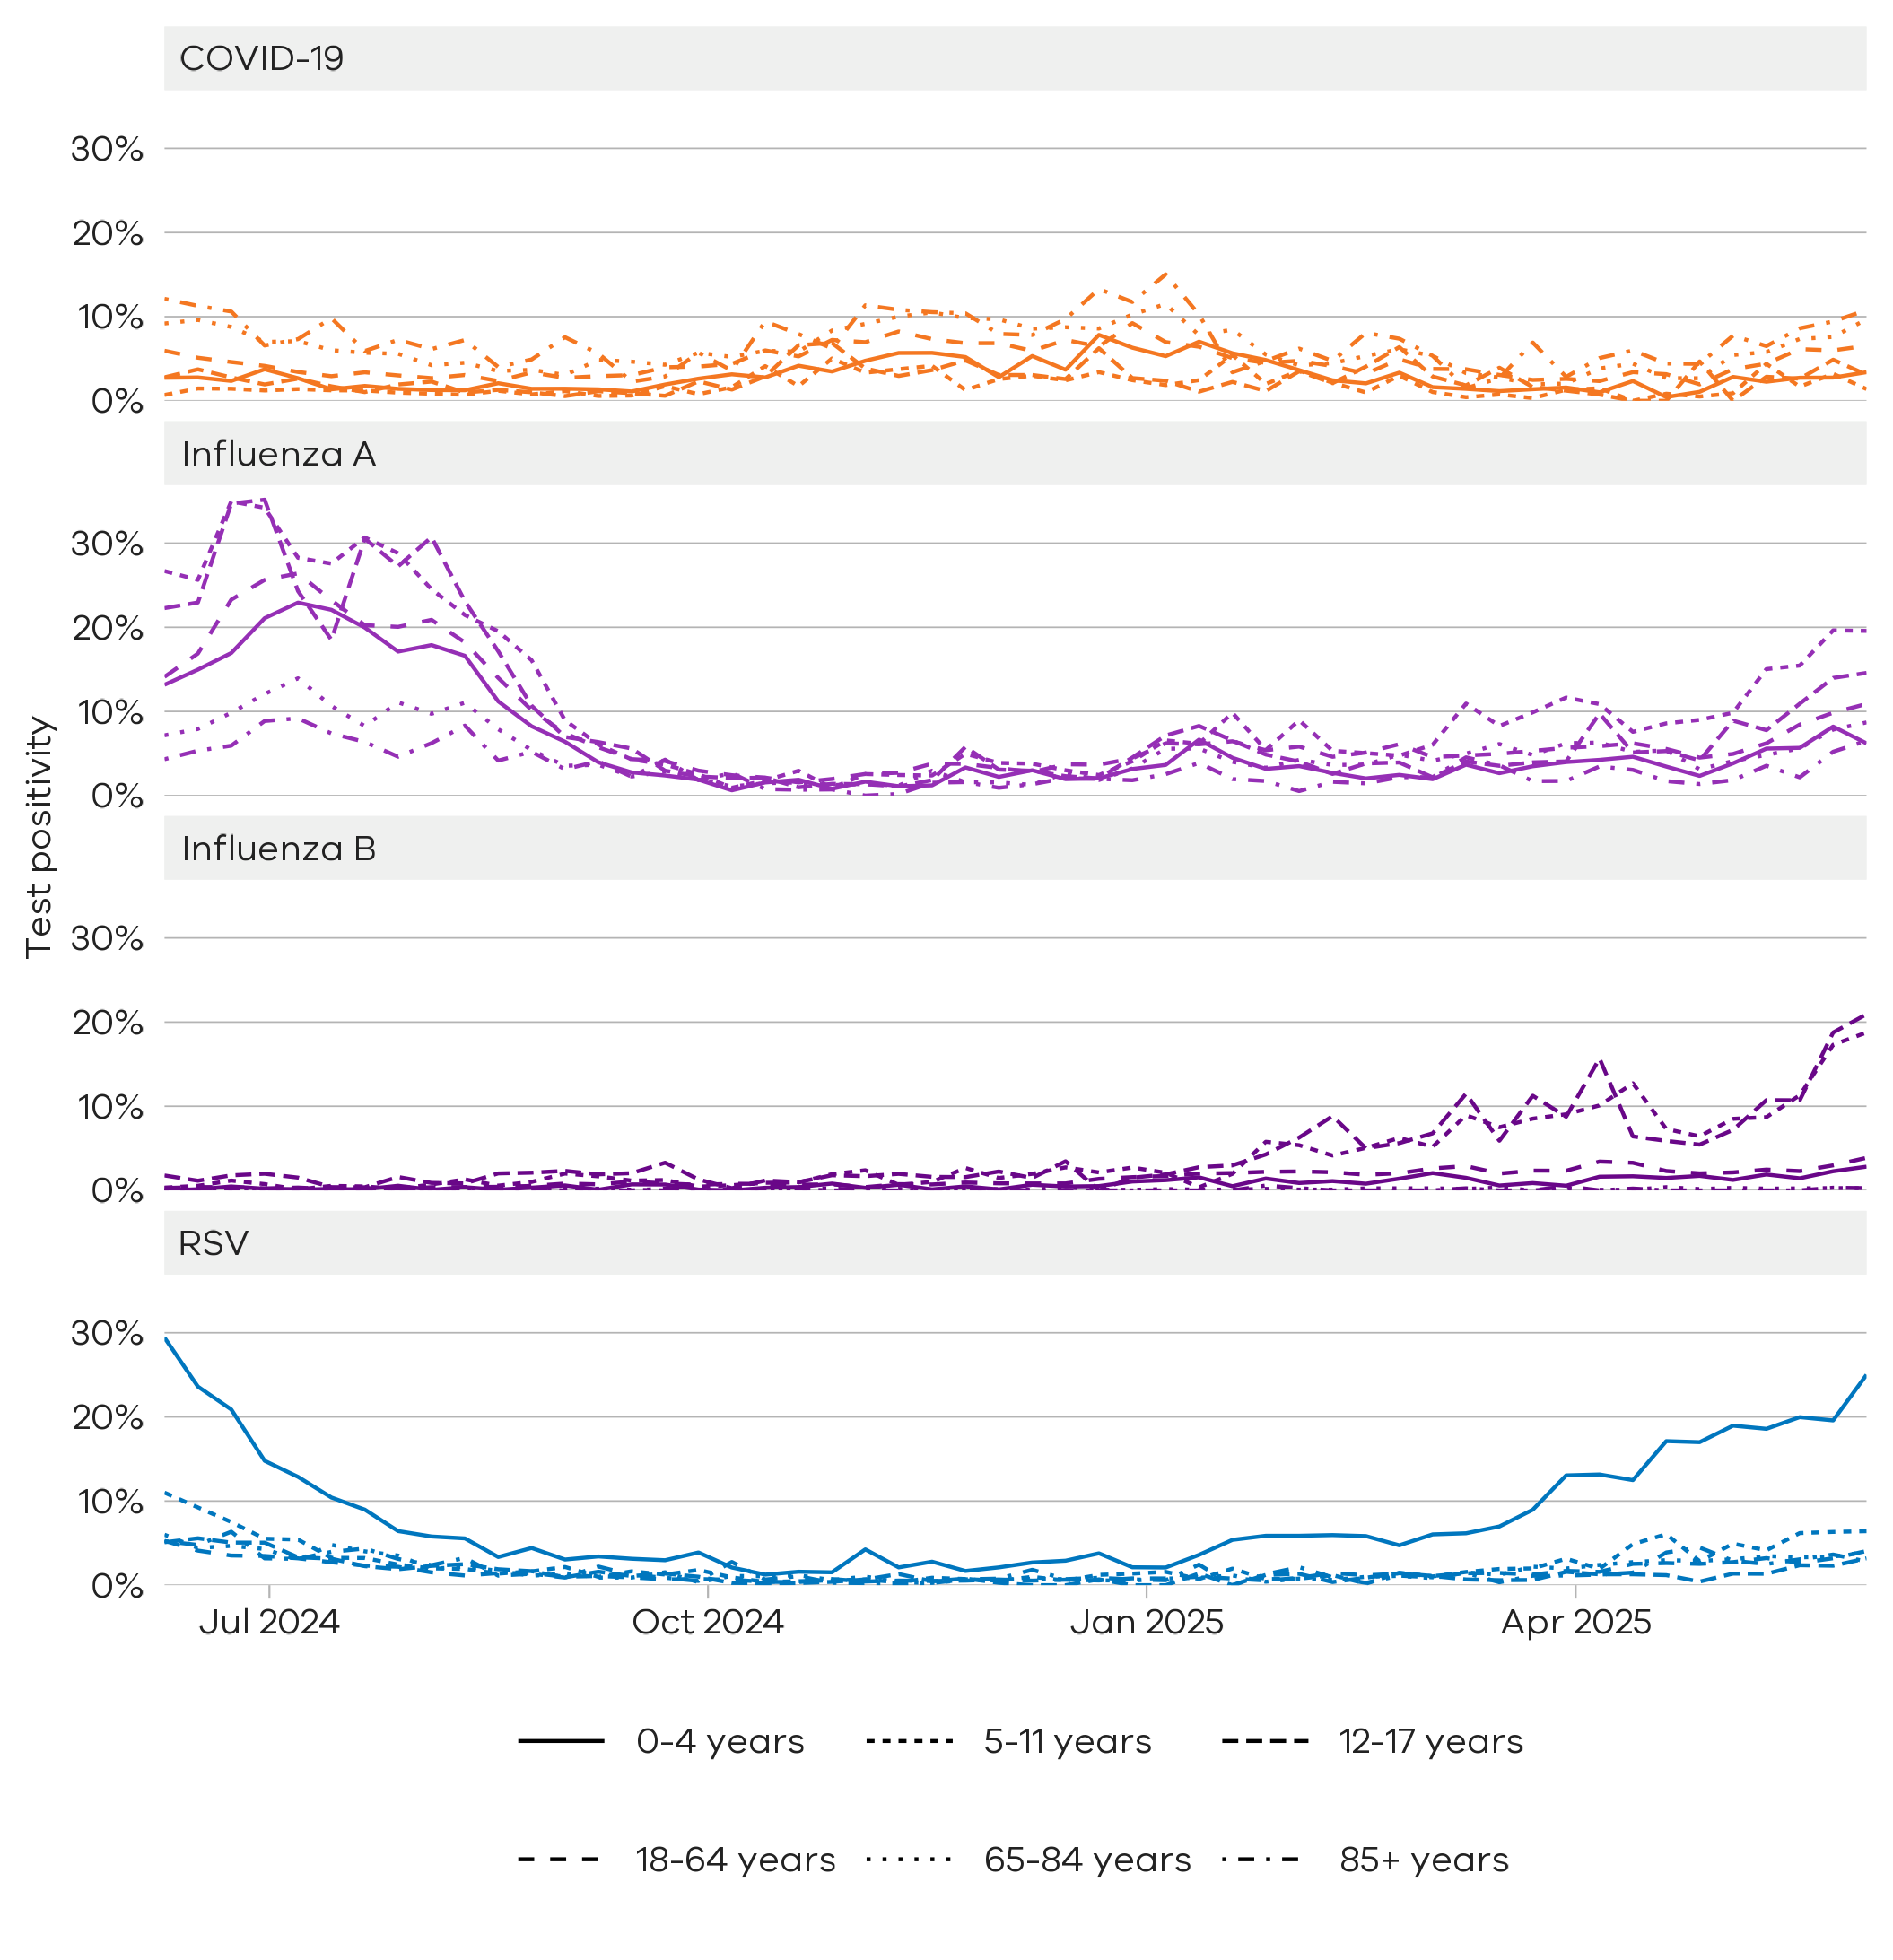 COVID-19
30%
20%
10%
0%
Influenza A
30%
20%
10%
0%
Test positivity
Influenza B
30%
20%
10%
0%
RSV
30%
20%
10%
0%
Jul 2024 Oct 2024 Jan 2025 Apr 2025
0-4 years 5-11 years 12-17 years
18-64 years 65-84 years 85+ years